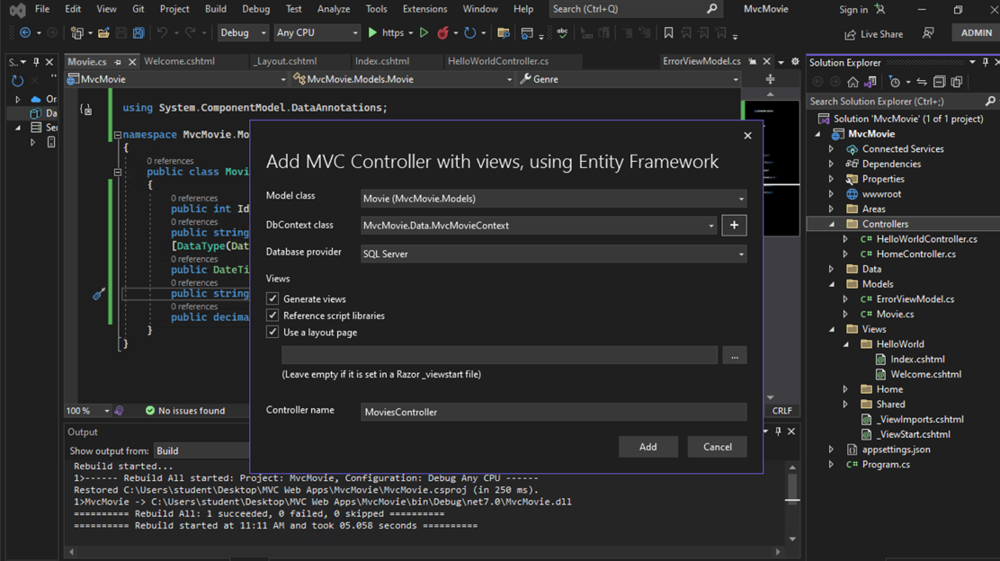 File Edit View Git Project Build Debug Test Analyze Tools Extensions Window Help Search (Ctrl+Q) MvcMovie Sign in
Debug Any CPU https Live Share ADMIN
S..
Movie.cs Welcome.cshtml _Layout.cshtml Index.cshtml HelloWorldController.cs ErrorViewModel.cs
MvcMovie MvcMovie.Models.Movie Genre
Or
Da
Ser
using System.ComponentModel.DataAnnotations;
namespace MvcMovie.Mo
{
0 references
public class Movi
{
0 references
public int Id
0 references
public string
[DataType(Dat
0 references
public DateTi
0 references
public string
0 references
public decima
}
}
100 % No issues found CRLF
Add MVC Controller with views, using Entity Framework
Model class Movie (MvcMovie.Models)
DbContext class MvcMovie.Data.MvcMovieContext +
Database provider SQL Server
Views
Generate views
Reference script libraries
Use a layout page
...
(Leave empty if it is set in a Razor _viewstart file)
Controller name MoviesController
Add Cancel
Output
Show output from: Build
Rebuild started...
1>------ Rebuild All started: Project: MvcMovie, Configuration: Debug Any CPU ------
Restored C:\Users\student\Desktop\MVC Web Apps\MvcMovie\MvcMovie.csproj (in 250 ms).
1>MvcMovie -> C:\Users\student\Desktop\MVC Web Apps\MvcMovie\bin\Debug\net7.0\MvcMovie.dll
========== Rebuild All: 1 succeeded, 0 failed, 0 skipped ==========
========== Rebuild started at 11:11 AM and took 05.058 seconds ==========
Solution Explorer
Search Solution Explorer (Ctrl+;)
Solution 'MvcMovie' (1 of 1 project)
MvcMovie
Connected Services
Dependencies
Properties
wwwroot
Areas
Controllers
C# HelloWorldController.cs
C# HomeController.cs
Data
Models
C# ErrorViewModel.cs
C# Movie.cs
Views
HelloWorld
Index.cshtml
Welcome.cshtml
Home
Shared
_ViewImports.cshtml
_ViewStart.cshtml
appsettings.json
C# Program.cs